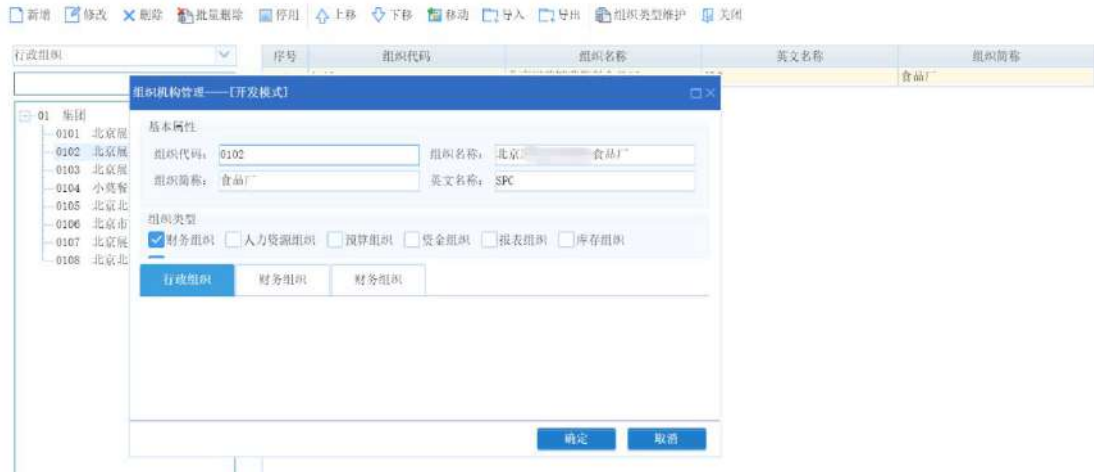 新增 修改 删除 批量删除 停用 上移 下移 移动 导入 导出 组织类型维护 关闭
行政组织
序号 组织代码 组织名称 英文名称 组织简称
食品厂
组织机构管理——[开发模式]
01 集团
0101 北京展
0102 北京展
0103 北京展
0104 小莫餐
0105 北京北
0106 北京市
0107 北京展
0108 北京北
基本属性
组织代码: 0102 组织名称: 北京 食品厂
组织简称: 食品厂 英文名称: SPC
组织类型
财务组织 人力资源组织 预算组织 资金组织 报表组织 库存组织
行政组织 财务组织 财务组织
确定 取消